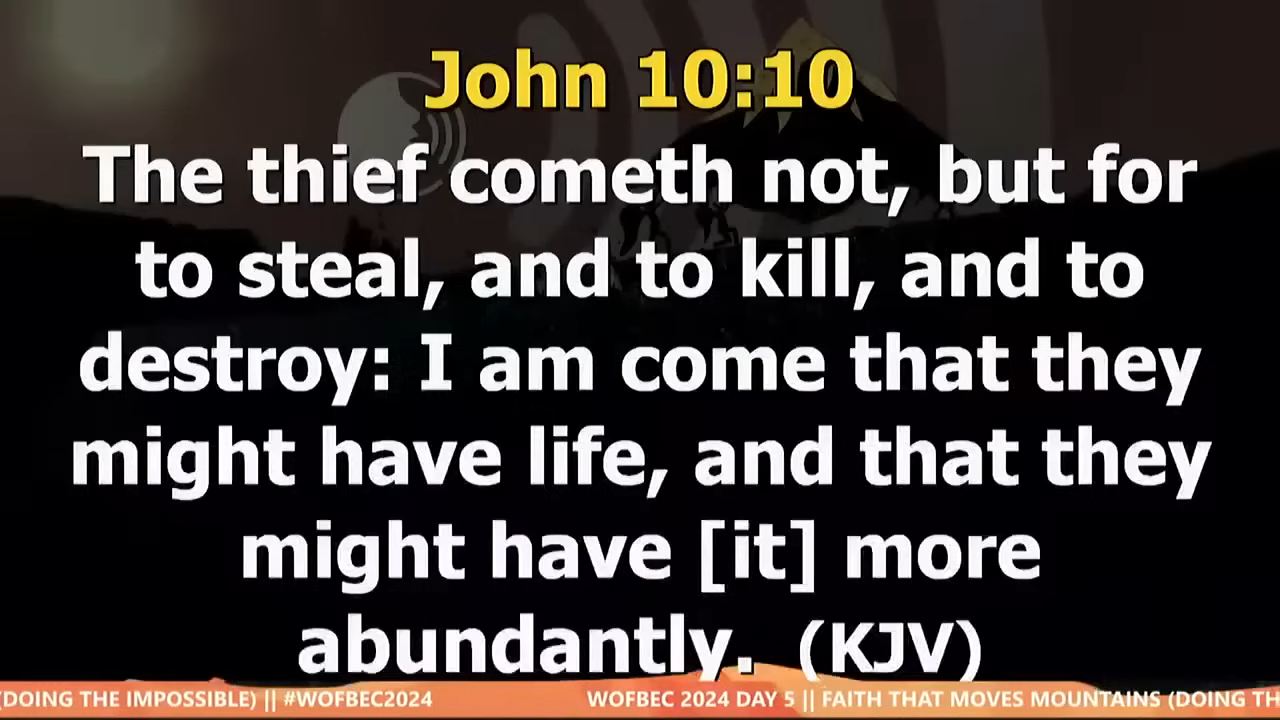 John 10:10
The thief cometh not, but for
to steal, and to kill, and to
destroy: I am come that they
might have life, and that they
might have [it] more
abundantly. (KJV)
(DOING THE IMPOSSIBLE) || #WOFBEC2024 WOFBEC 2024 DAY 5 || FAITH THAT MOVES MOUNTAINS (DOING TH